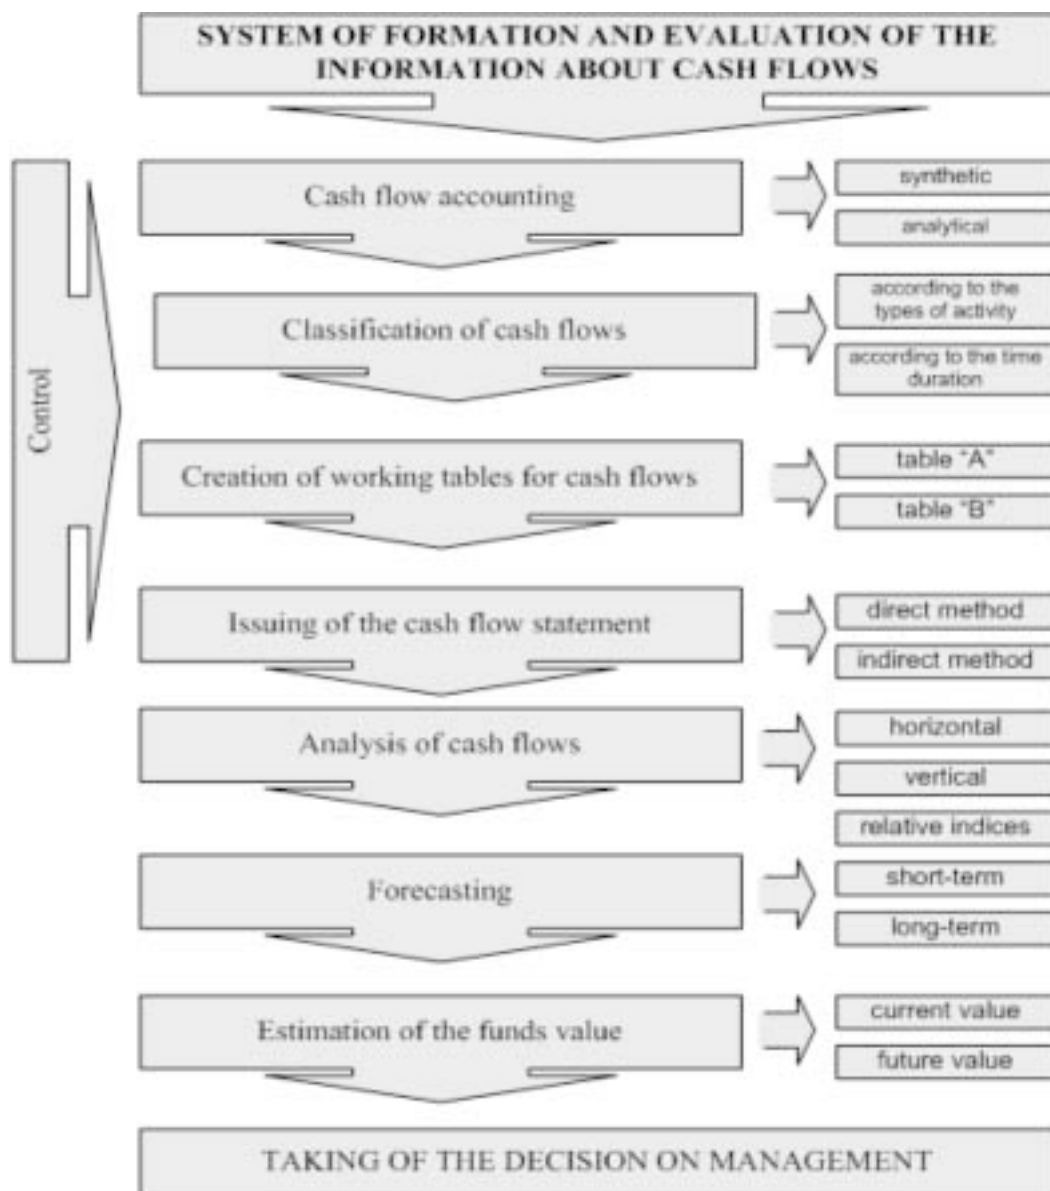 SYSTEM OF FORMATION AND EVALUATION OF THE
INFORMATION ABOUT CASH FLOWS
Control
Cash flow accounting
synthetic
analytical
Classification of cash flows
according to the
types of activity
according to the time
duration
Creation of working tables for cash flows
table "A"
table "B"
Issuing of the cash flow statement
direct method
indirect method
Analysis of cash flows
horizontal
vertical
relative indices
Forecasting
short-term
long-term
Estimation of the funds value
current value
future value
TAKING OF THE DECISION ON MANAGEMENT